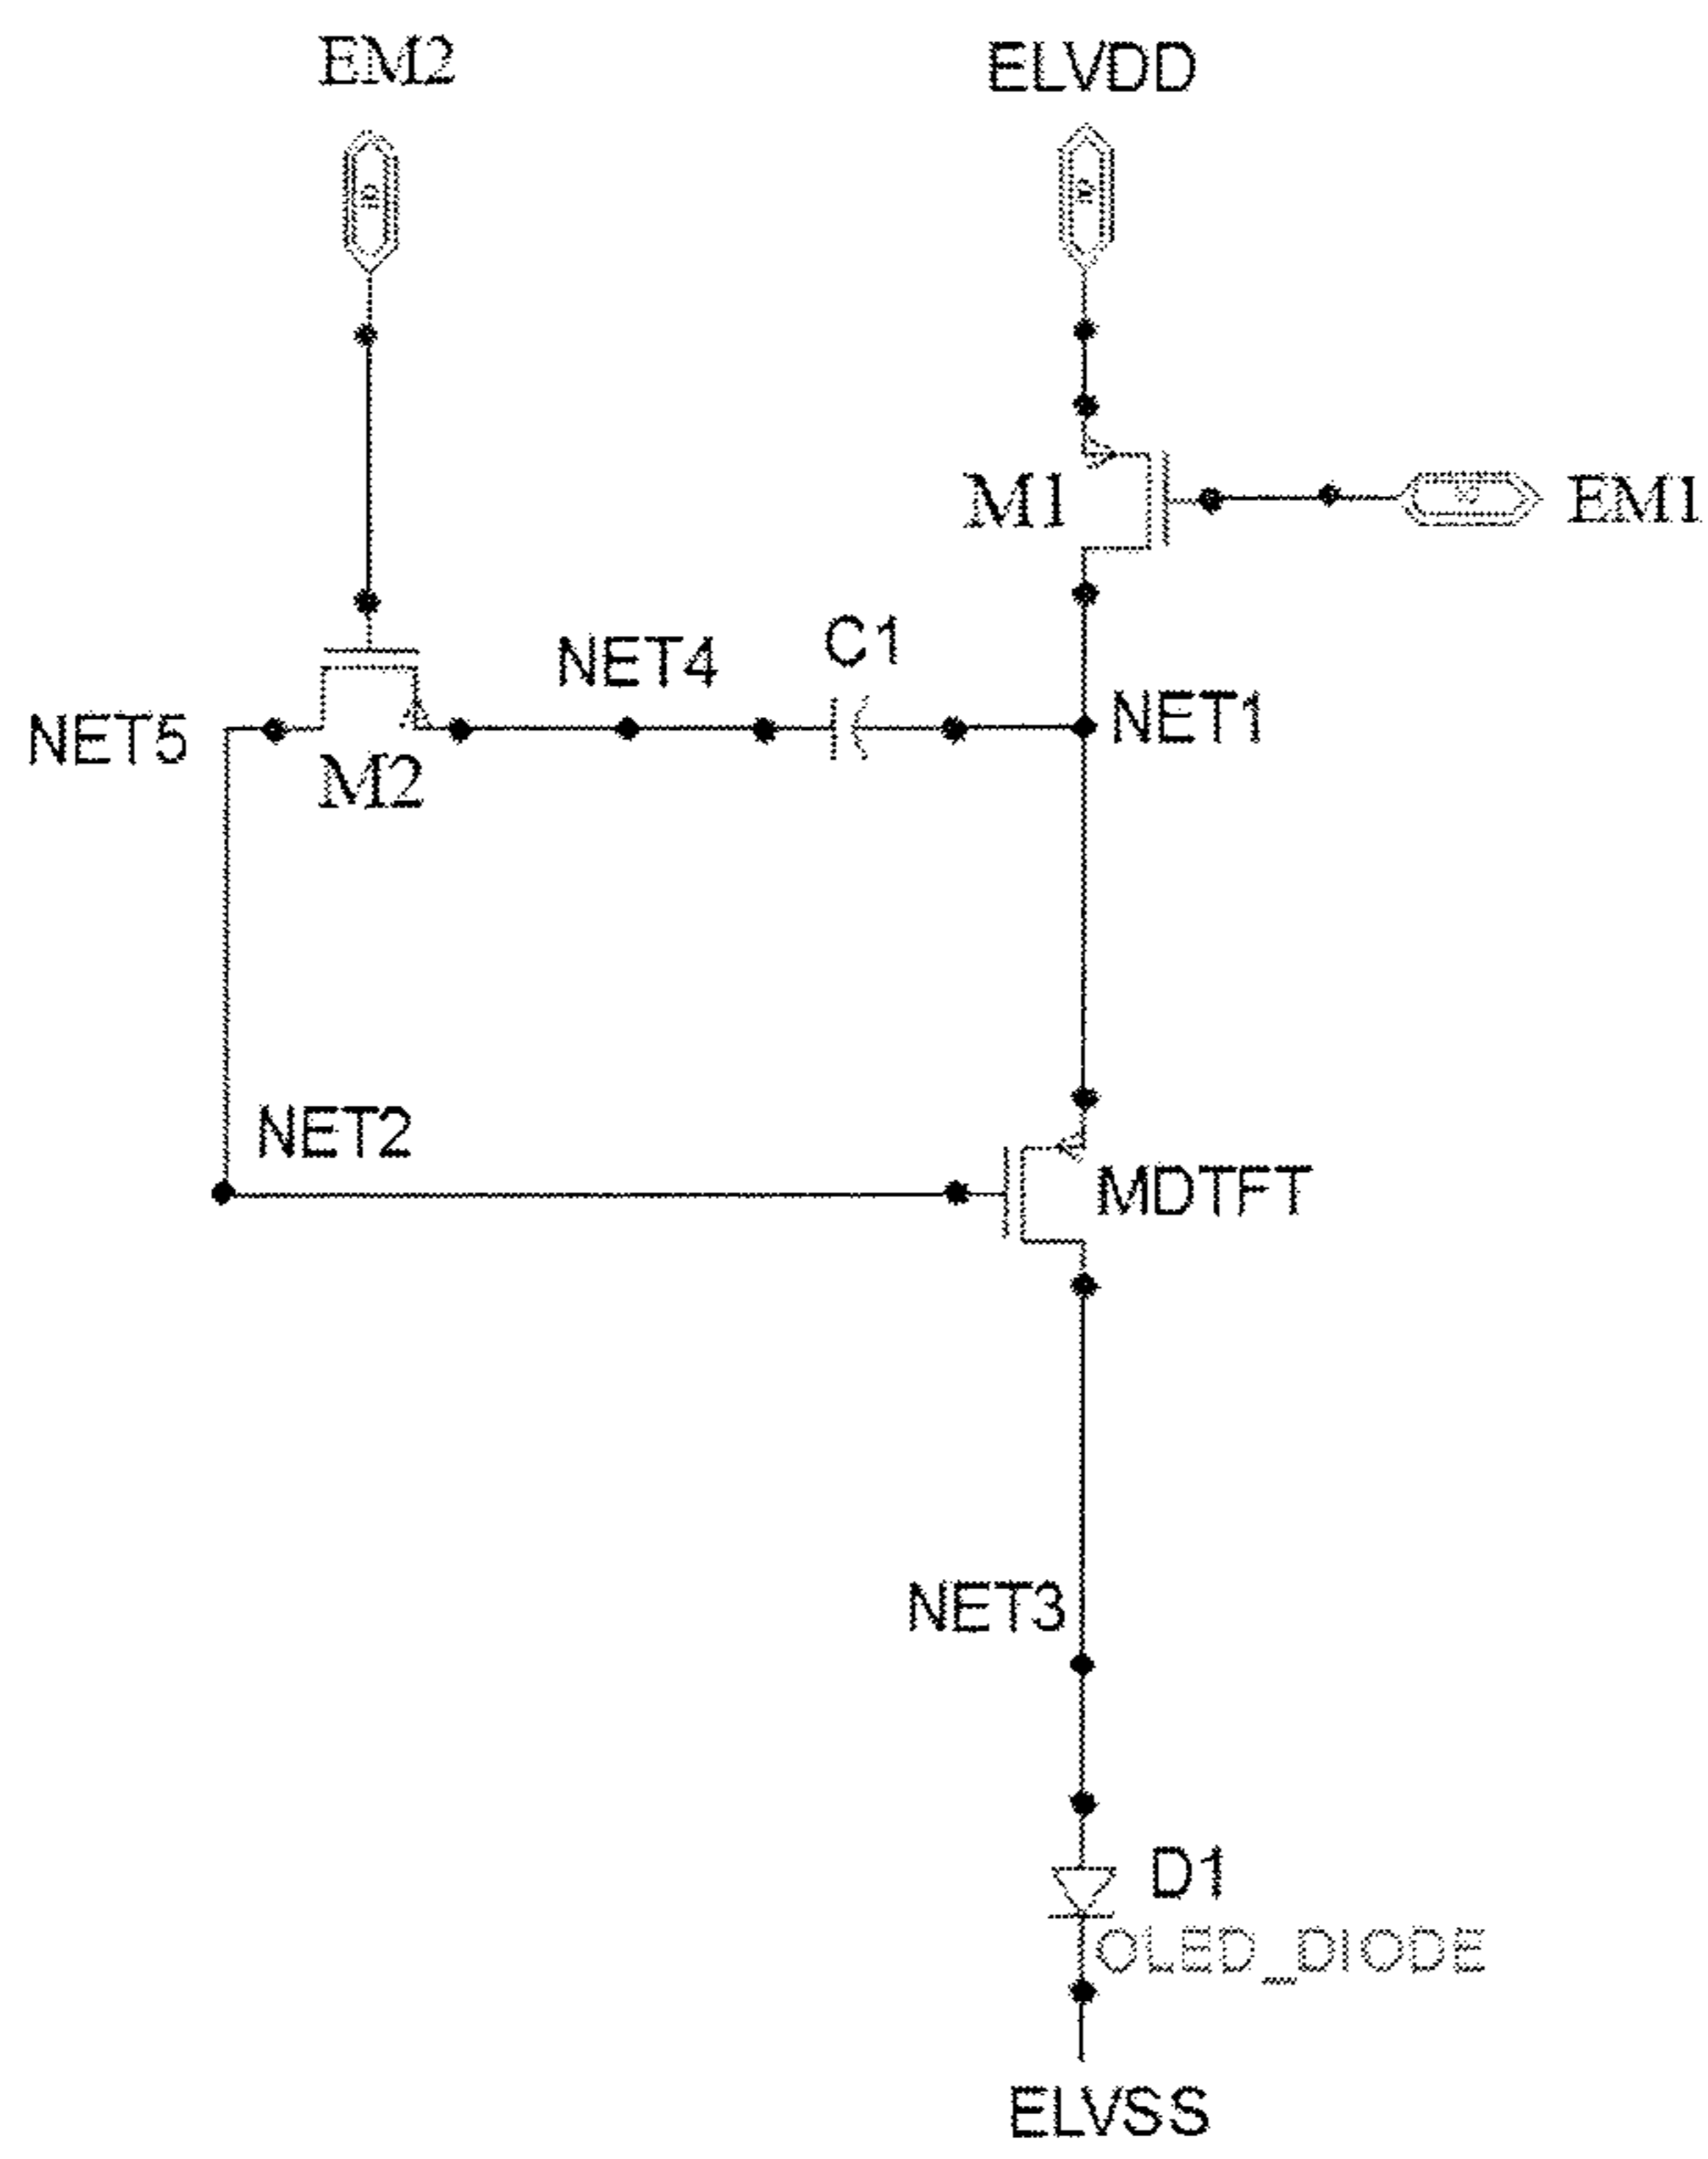 EM2
ELVDD
M1
EM1
C1
NET4
NET1
NET5
M2
NET2
MDTFT
NET3
D1
OLED_DIODE
ELVSS